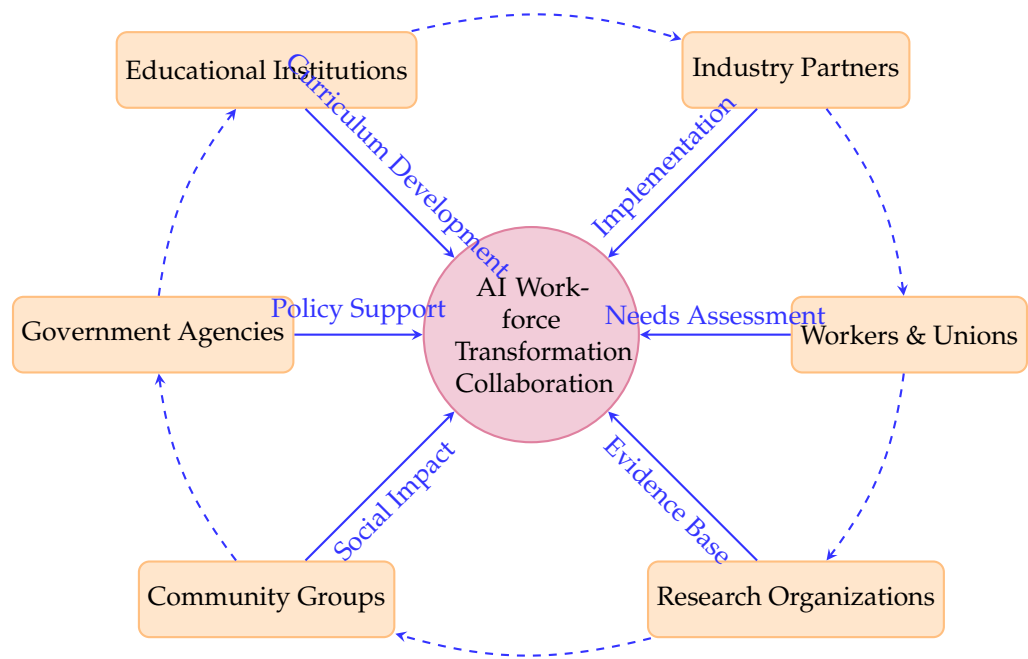 Educational Institutions
Industry Partners
Curriculum Development
Implementation
Government Agencies
Policy Support
AI Work-
force
Transformation
Collaboration
Needs Assessment
Workers & Unions
Social Impact
Evidence Base
Community Groups
Research Organizations